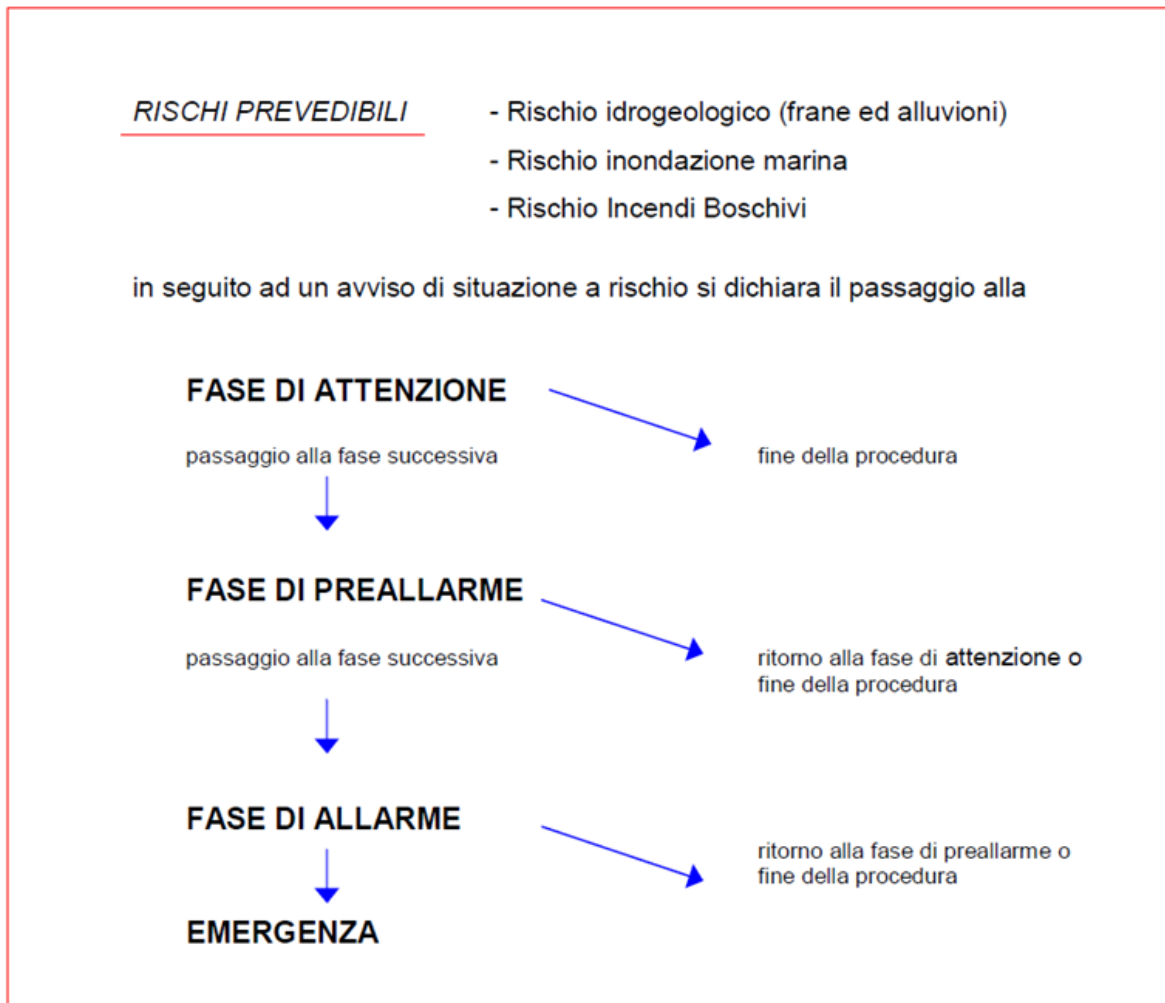 RISCHI PREVEDIBILI - Rischio idrogeologico (frane ed alluvioni)
- Rischio inondazione marina
- Rischio Incendi Boschivi
in seguito ad un avviso di situazione a rischio si dichiara il passaggio alla
FASE DI ATTENZIONE
passaggio alla fase successiva
fine della procedura
FASE DI PREALLARME
passaggio alla fase successiva
ritorno alla fase di attenzione o
fine della procedura
FASE DI ALLARME
ritorno alla fase di preallarme o
fine della procedura
EMERGENZA